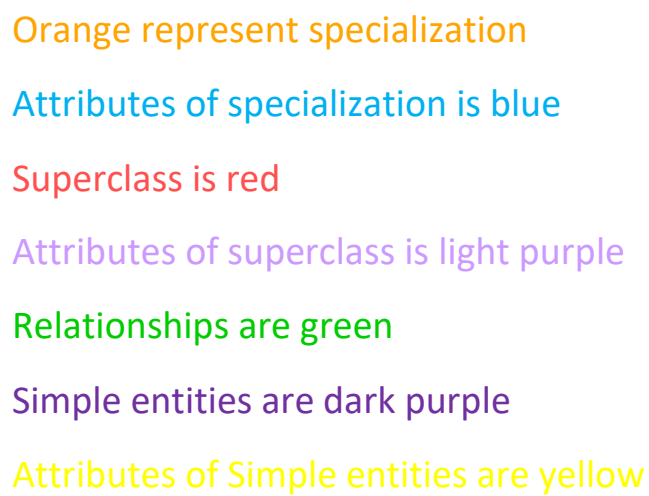 Orange represent specialization
Attributes of specialization is blue
Superclass is red
Attributes of superclass is light purple
Relationships are green
Simple entities are dark purple
Attributes of Simple entities are yellow